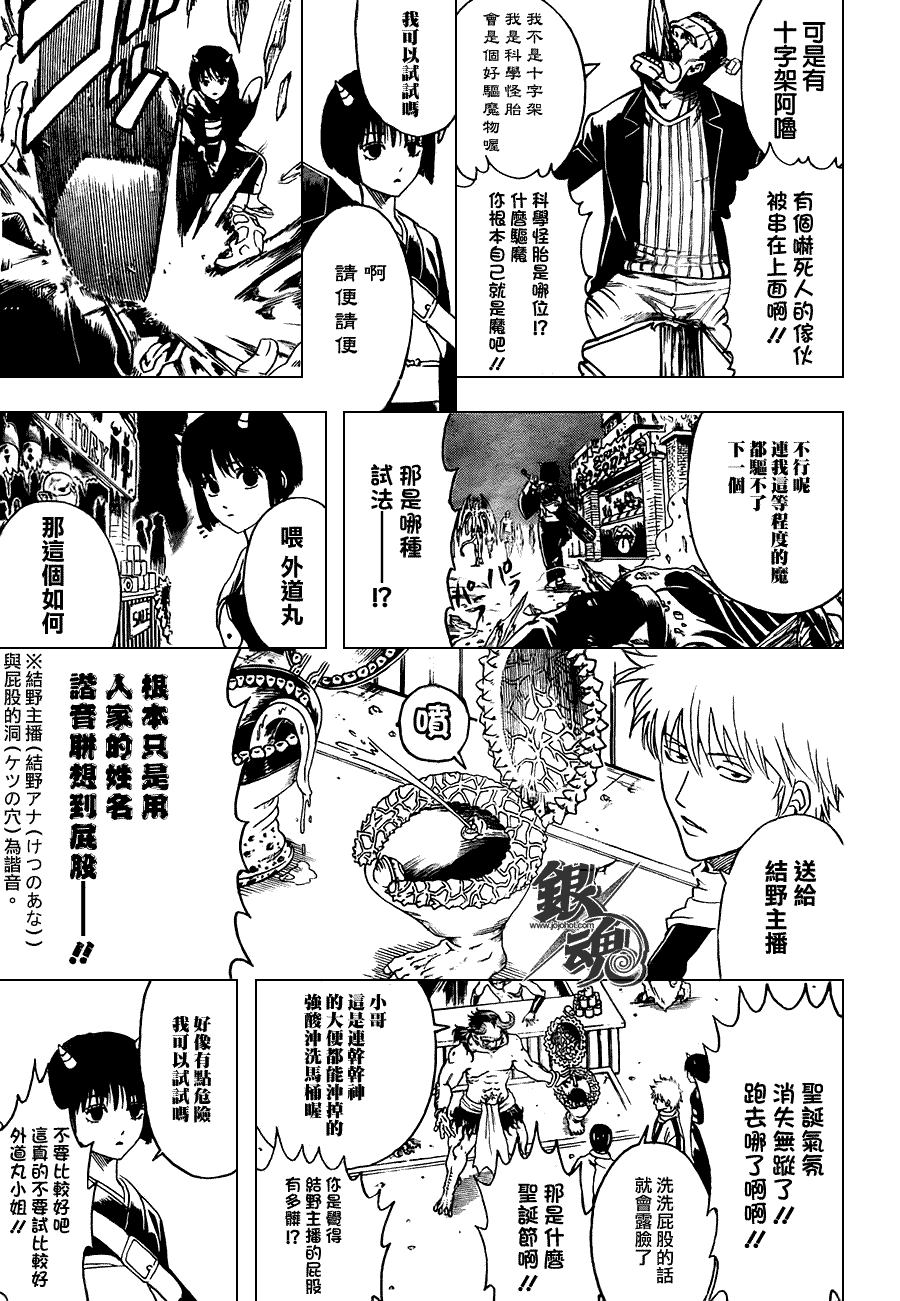 可是有
十字架阿嚕
有個嚇死人的傢伙
被串在上面啊!!
我不是十字架
我是科學怪胎
會是個好驅魔物喔
科學怪胎是哪位!?
什麼驅魔
你根本自己就是魔吧!!
我可以試試嗎
啊
請便請便
不行呢
連我這等程度的魔
都驅不了
下一個
那是哪種
試法——!?
パパパ
喂 外道丸
那這個如何
SALE
送給
結野主播
噴
根本只是用
人家的姓名
諧音聯想到屁股——!!
※結野主播(結野アナ(けつのあな))
與屁股的洞(ケツの穴)為諧音。
銀魂
www.jojohot.com
聖誕氣氛
消失無蹤了!!
跑去哪了啊啊!!
洗洗屁股的話
就會露臉了
那是什麼
聖誕節啊!!
小哥
這是連幹幹神
的大便都能沖掉的
強酸沖洗馬桶喔
你是覺得
結野主播的屁股
有多髒!?
好像有點危險
我可以試試嗎
不要比較好吧
這真的不要試比較好
外道丸小姐!!